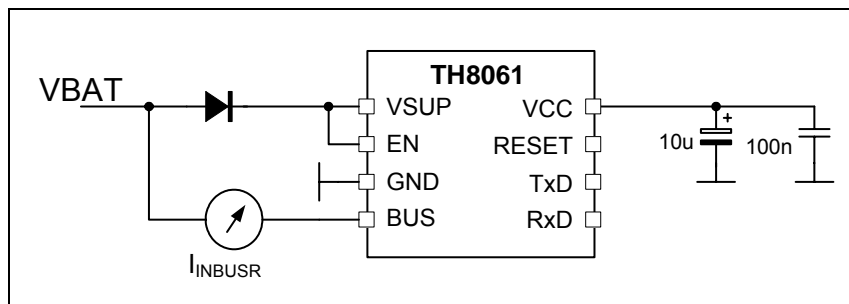 TH8061
VBAT
VSUP VCC
EN RESET
GND TxD
BUS RxD
+
10u 100n
IINBUSR